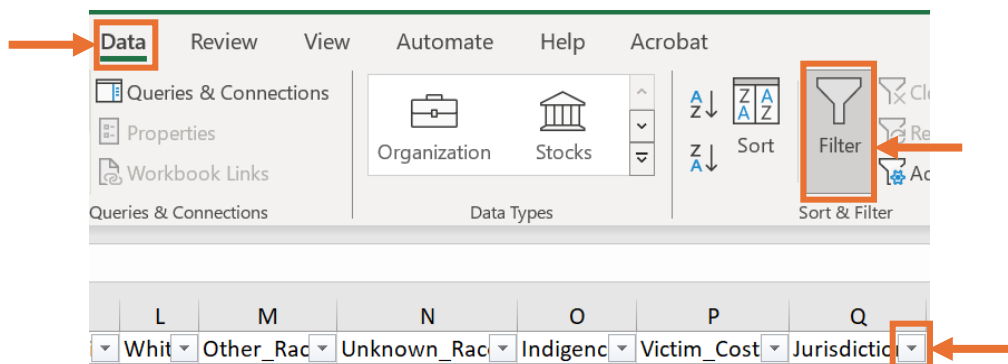 Data Review View Automate Help Acrobat
Queries & Connections
Properties
Workbook Links
Queries & Connections
Organization Stocks
Data Types
A Z
Z A
Z A A Z
Sort
Filter
Sort & Filter
L M N O P Q
Whit Other_Rac Unknown_Rac Indigenc Victim_Cost Jurisdiction